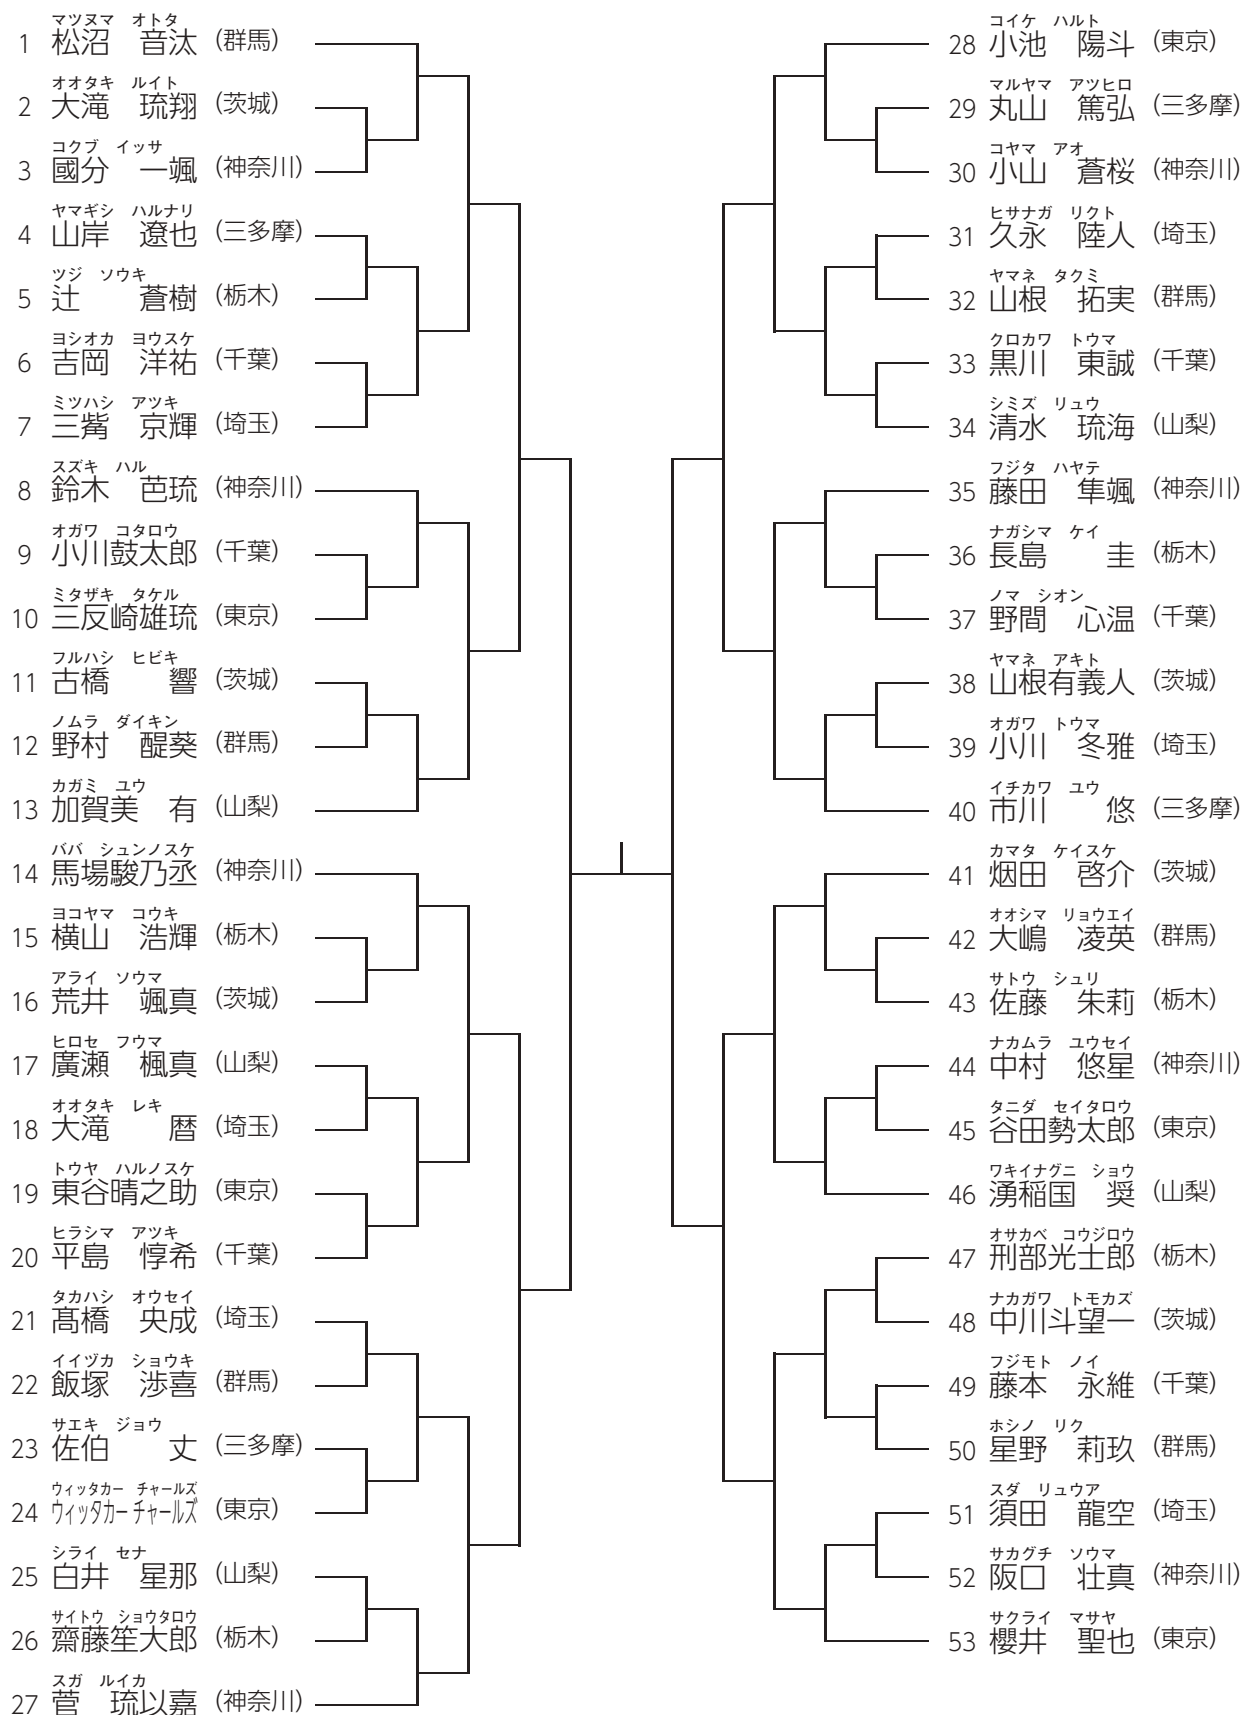 マツヌマ オトタ
1 松沼 音汰 (群馬)
オオタキ ルイト
2 大滝 琉翔 (茨城)
コクブ イッサ
3 國分 一颯 (神奈川)
ヤマギシ ハルナリ
4 山岸 遼也 (三多摩)
ツジ ソウキ
5 辻 蒼樹 (栃木)
ヨシオカ ヨウスケ
6 吉岡 洋祐 (千葉)
ミツハシ アツキ
7 三觜 京輝 (埼玉)
スズキ ハル
8 鈴木 芭琉 (神奈川)
オガワ コタロウ
9 小川鼓太郎 (千葉)
ミタザキ タケル
10 三反崎雄琉 (東京)
フルハシ ヒビキ
11 古橋 響 (茨城)
ノムラ ダイキン
12 野村 醍葵 (群馬)
カガミ ユウ
13 加賀美 有 (山梨)
ババ シュンノスケ
14 馬場駿乃丞 (神奈川)
ヨコヤマ コウキ
15 横山 浩輝 (栃木)
アライ ソウマ
16 荒井 颯真 (茨城)
ヒロセ フウマ
17 廣瀬 楓真 (山梨)
オオタキ レキ
18 大滝 暦 (埼玉)
トウヤ ハルノスケ
19 東谷晴之助 (東京)
ヒラシマ アツキ
20 平島 惇希 (千葉)
タカハシ オウセイ
21 髙橋 央成 (埼玉)
イイヅカ ショウキ
22 飯塚 渉喜 (群馬)
サエキ ジョウ
23 佐伯 丈 (三多摩)
ウィッタカー チャールズ
24 ウィッタカーチャールズ (東京)
シライ セナ
25 白井 星那 (山梨)
サイトウ ショウタロウ
26 齋藤笙大郎 (栃木)
スガ ルイカ
27 菅 琉以嘉 (神奈川)
コイケ ハルト
28 小池 陽斗 (東京)
マルヤマ アツヒロ
29 丸山 篤弘 (三多摩)
コヤマ アオ
30 小山 蒼桜 (神奈川)
ヒサナガ リクト
31 久永 陸人 (埼玉)
ヤマネ タクミ
32 山根 拓実 (群馬)
クロカワ トウマ
33 黒川 東誠 (千葉)
シミズ リュウ
34 清水 琉海 (山梨)
フジタ ハヤテ
35 藤田 隼颯 (神奈川)
ナガシマ ケイ
36 長島 圭 (栃木)
ノマ シオン
37 野間 心温 (千葉)
ヤマネ アキト
38 山根有義人 (茨城)
オガワ トウマ
39 小川 冬雅 (埼玉)
イチカワ ユウ
40 市川 悠 (三多摩)
カマタ ケイスケ
41 烟田 啓介 (茨城)
オオシマ リョウエイ
42 大嶋 凌英 (群馬)
サトウ シュリ
43 佐藤 朱莉 (栃木)
ナカムラ ユウセイ
44 中村 悠星 (神奈川)
タニダ セイタロウ
45 谷田勢太郎 (東京)
ワキイナグニ ショウ
46 湧稲国 奨 (山梨)
オサカベ コウジロウ
47 刑部光士郎 (栃木)
ナカガワ トモカズ
48 中川斗望一 (茨城)
フジモト ノイ
49 藤本 永維 (千葉)
ホシノ リク
50 星野 莉玖 (群馬)
スダ リュウア
51 須田 龍空 (埼玉)
サカグチ ソウマ
52 阪口 壮真 (神奈川)
サクライ マサヤ
53 櫻井 聖也 (東京)